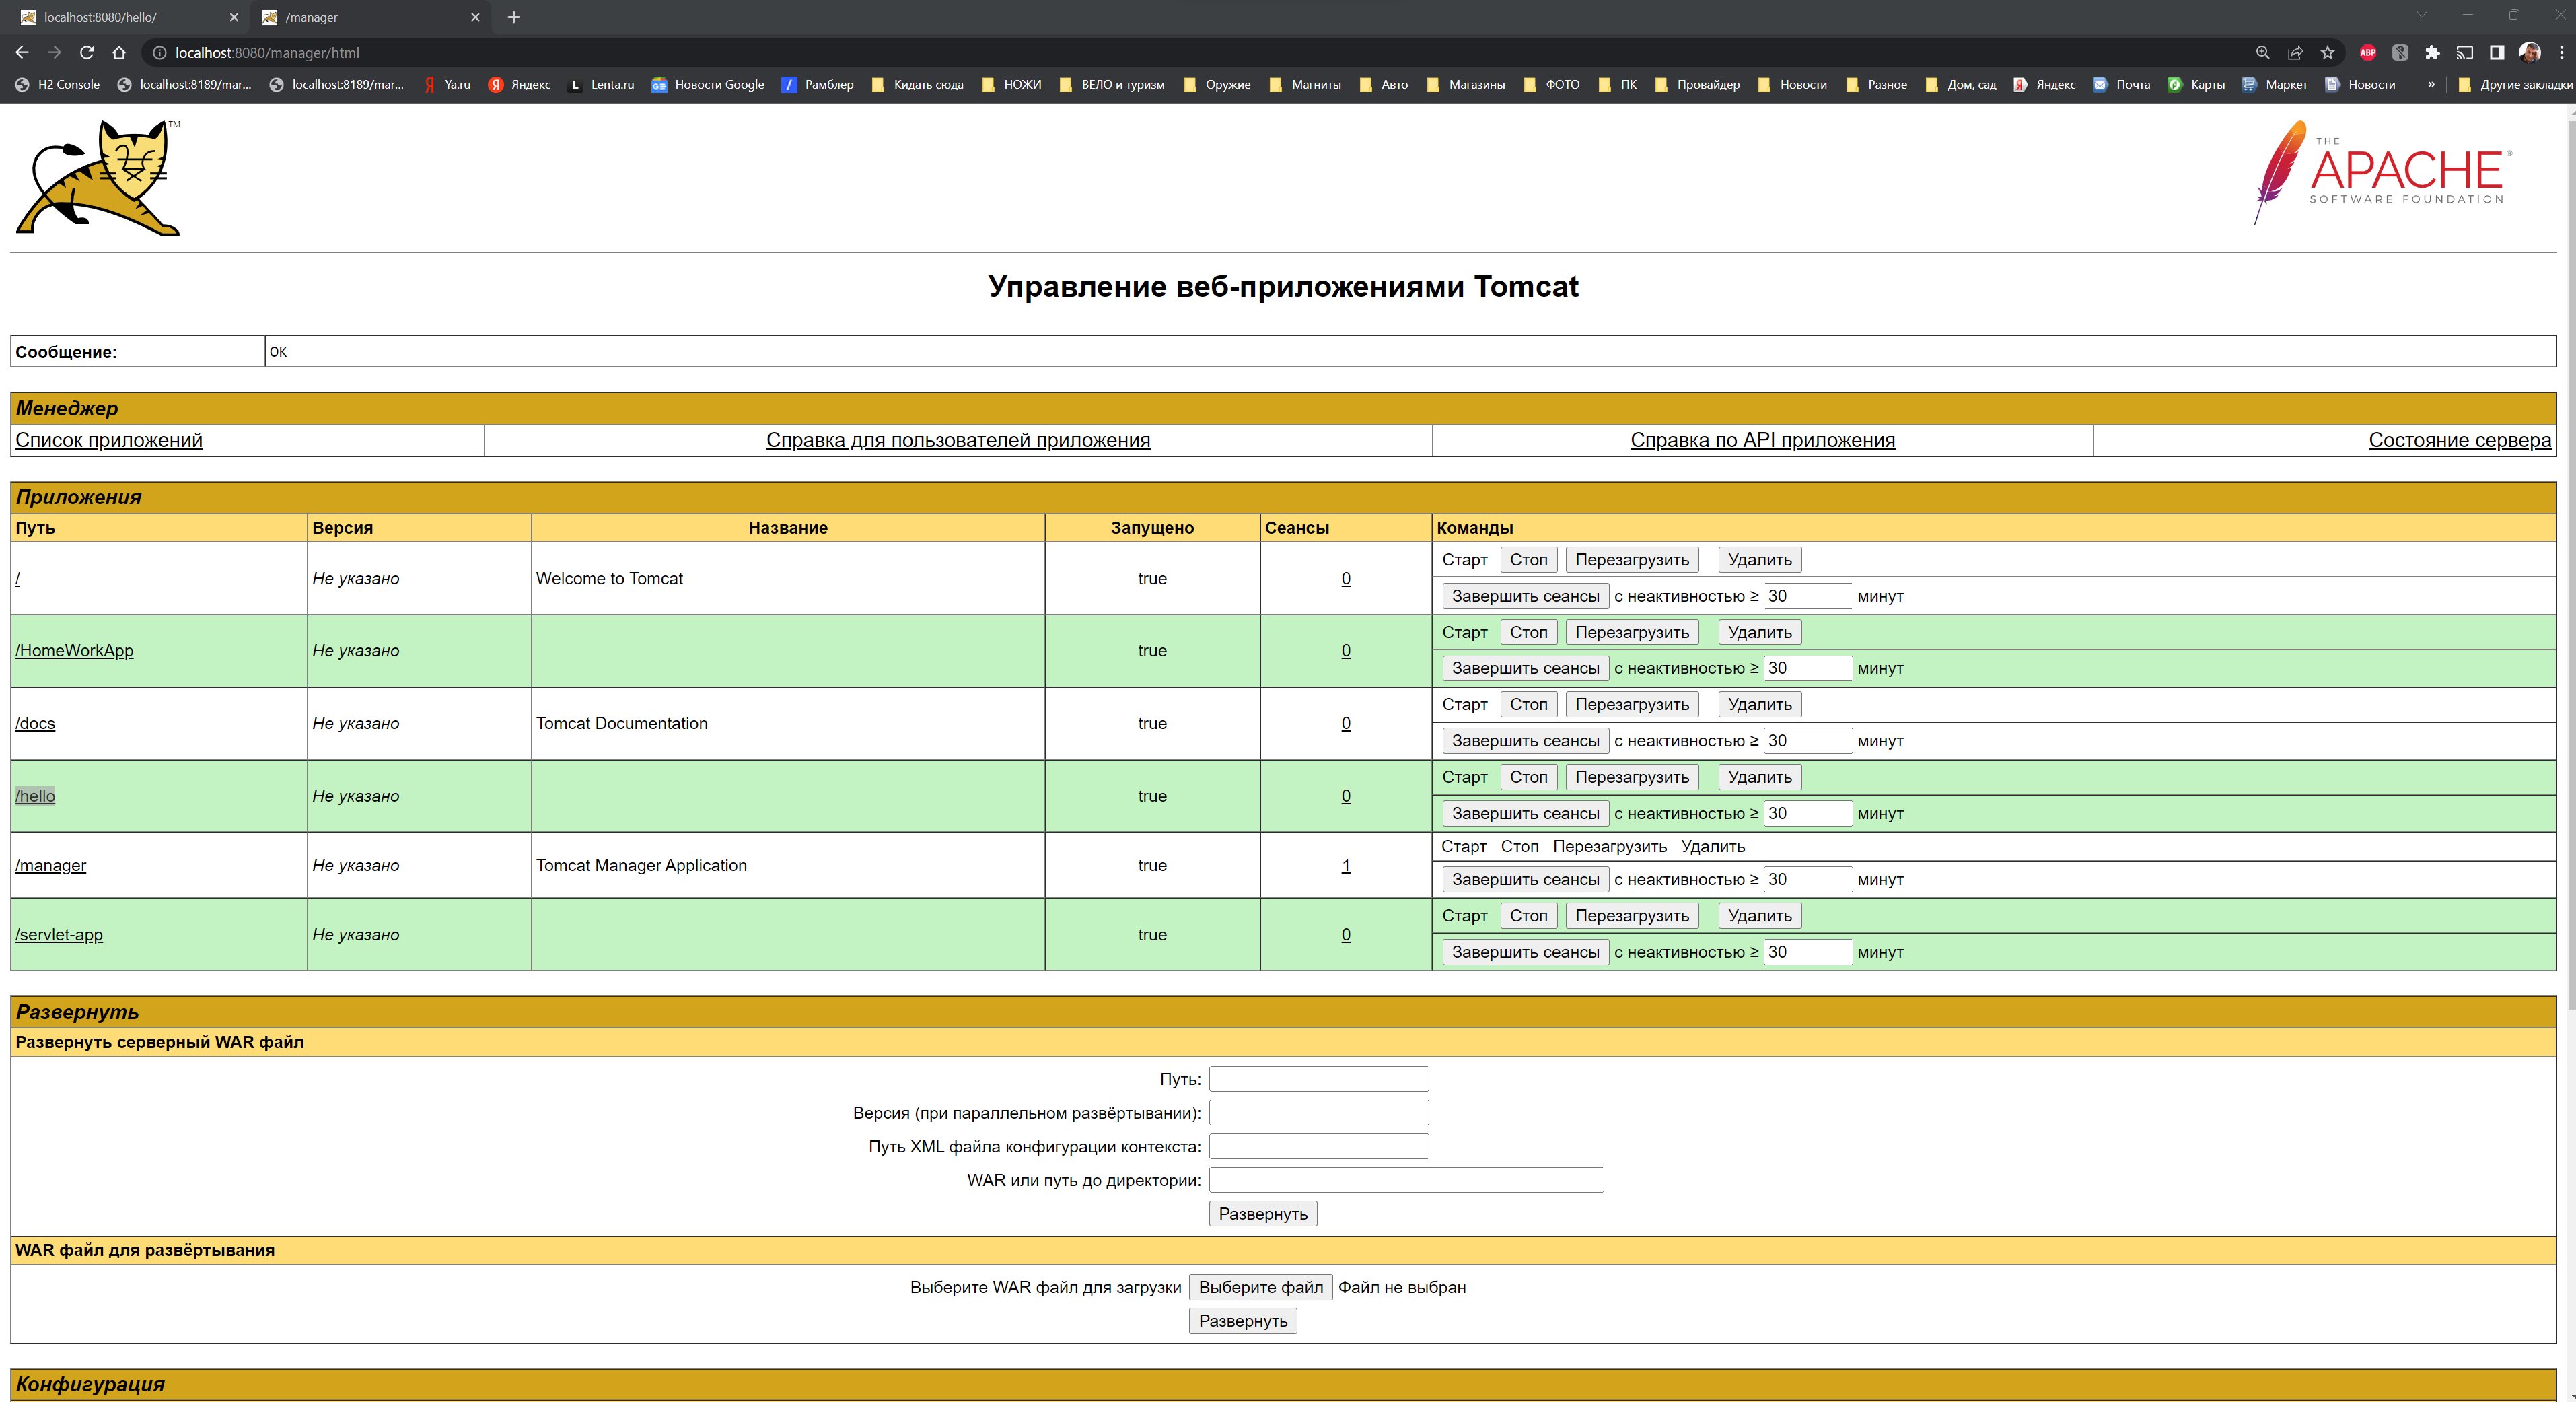 localhost:8080/hello/
/manager
localhost:8080/manager/html
ABP
H2 Console localhost:8189/mar... localhost:8189/mar... Ya.ru Яндекс Lenta.ru Новости Google Рамблер Кидать сюда НОЖИ ВЕЛО и туризм Оружие Магниты Авто Магазины ФОТО ПК Провайдер Новости Разное Дом, сад Яндекс Почта Карты Маркет Новости » Другие закладки
TM
THE
APACHE®
SOFTWARE FOUNDATION
Управление веб-приложениями Tomcat
Сообщение: OK
Менеджер
Список приложений Справка для пользователей приложения Справка по API приложения Состояние сервера
Приложения
Путь Версия Название Запущено Сеансы Команды
/ Не указано Welcome to Tomcat true 0 Старт Стоп Перезагрузить Удалить
Завершить сеансы с неактивностью ≥ 30 минут
/HomeWorkApp Не указано true 0 Старт Стоп Перезагрузить Удалить
Завершить сеансы с неактивностью ≥ 30 минут
/docs Не указано Tomcat Documentation true 0 Старт Стоп Перезагрузить Удалить
Завершить сеансы с неактивностью ≥ 30 минут
/hello Не указано true 0 Старт Стоп Перезагрузить Удалить
Завершить сеансы с неактивностью ≥ 30 минут
/manager Не указано Tomcat Manager Application true 1 Старт Стоп Перезагрузить Удалить
Завершить сеансы с неактивностью ≥ 30 минут
/servlet-app Не указано true 0 Старт Стоп Перезагрузить Удалить
Завершить сеансы с неактивностью ≥ 30 минут
Развернуть
Развернуть серверный WAR файл
Путь:
Версия (при параллельном развёртывании):
Путь XML файла конфигурации контекста:
WAR или путь до директории:
Развернуть
WAR файл для развёртывания
Выберите WAR файл для загрузки Выберите файл Файл не выбран
Развернуть
Конфигурация